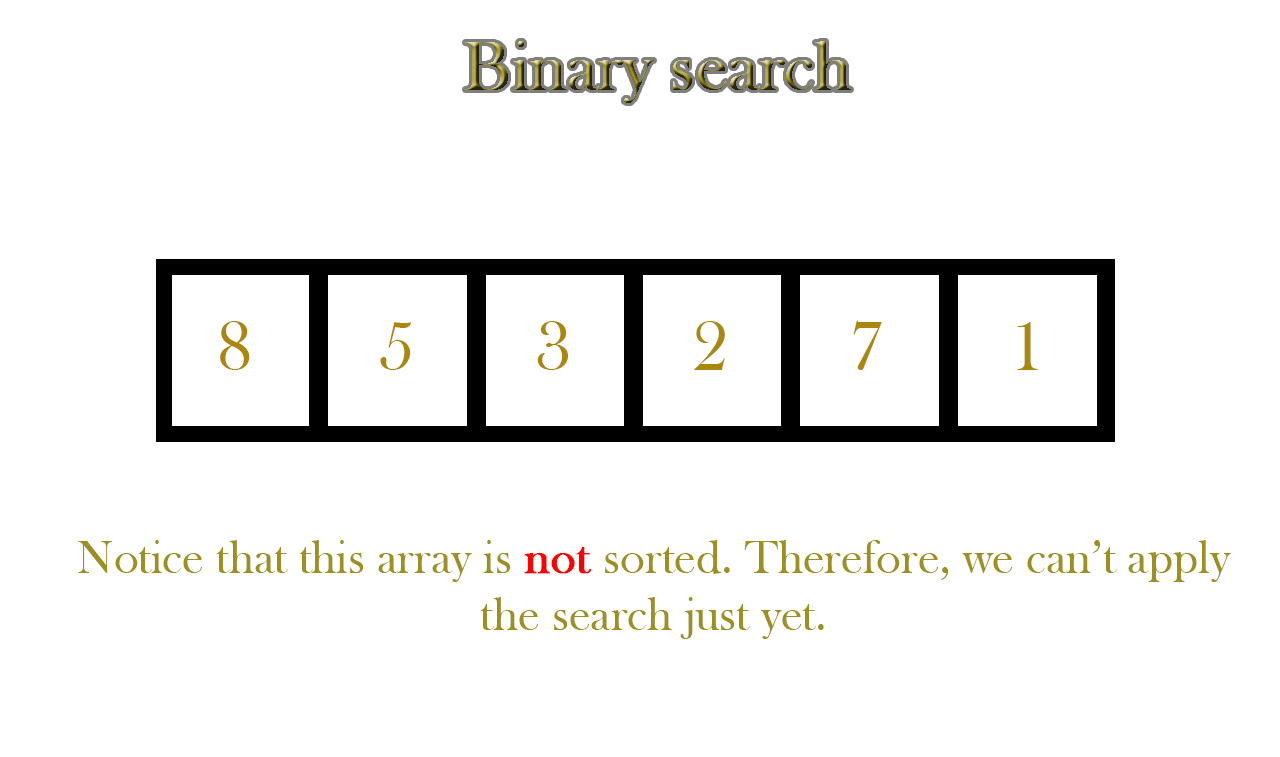 Binary search
8 5 3 2 7 1
Notice that this array is not sorted. Therefore, we can’t apply
the search just yet.